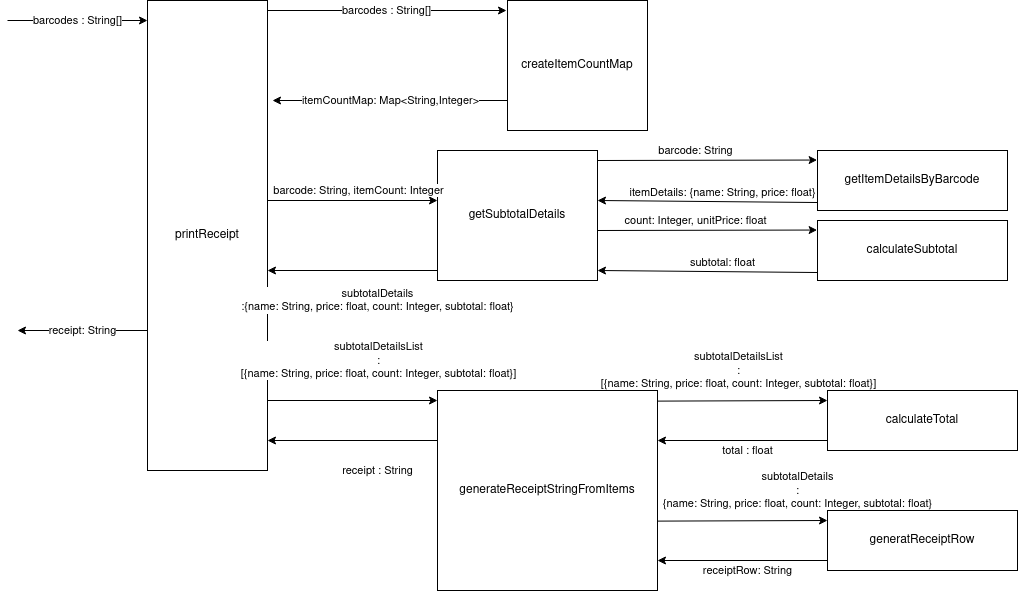 barcodes : String[]
barcodes : String[]
createItemCountMap
itemCountMap: Map<String,Integer>
barcode: String
getItemDetailsByBarcode
barcode: String, itemCount: Integer
itemDetails: {name: String, price: float}
getSubtotalDetails
count: Integer, unitPrice: float
printReceipt
calculateSubtotal
subtotal: float
subtotalDetails
:{name: String, price: float, count: Integer, subtotal: float}
receipt: String
subtotalDetailsList
:
[{name: String, price: float, count: Integer, subtotal: float}]
subtotalDetailsList
:
[{name: String, price: float, count: Integer, subtotal: float}]
calculateTotal
total : float
receipt : String
generateReceiptStringFromItems
subtotalDetails
:
{name: String, price: float, count: Integer, subtotal: float}
generatReceiptRow
receiptRow: String